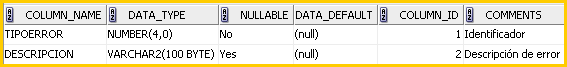 COLUMN_NAME DATA_TYPE NULLABLE DATA_DEFAULT COLUMN_ID COMMENTS
TIPOERROR NUMBER(4,0) No (null) 1 Identificador
DESCRIPCION VARCHAR2(100 BYTE) Yes (null) 2 Descripción de error